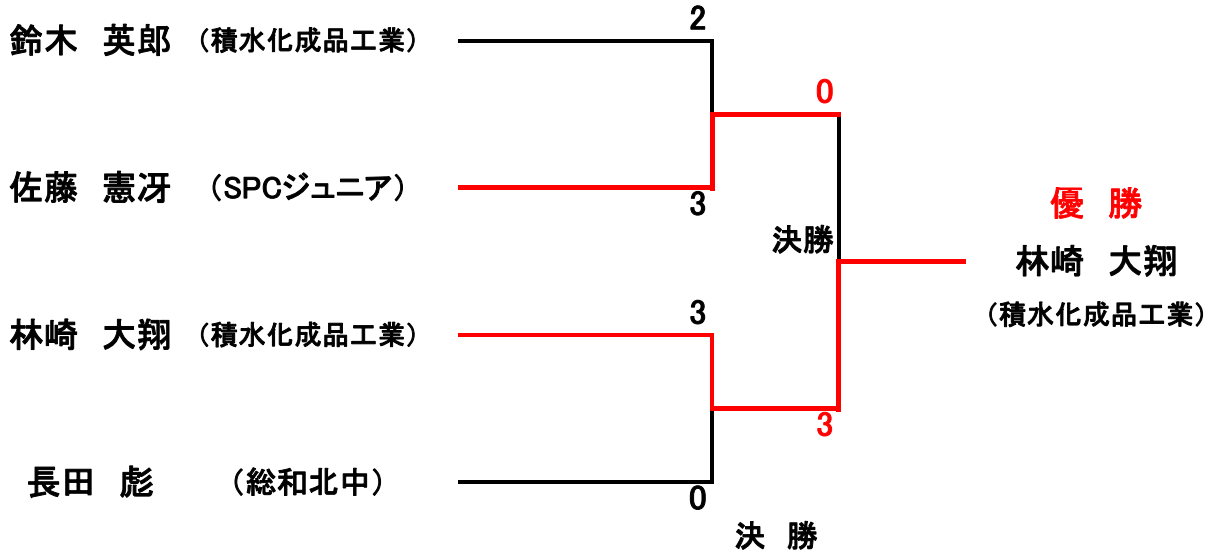 鈴木 英郎 （積水化成品工業）
2
0
佐藤 憲冴 （SPCジュニア）
3
優 勝
決勝
林崎 大翔
（積水化成品工業）
林崎 大翔 （積水化成品工業）
3
3
長田 彪 （総和北中）
0
決 勝